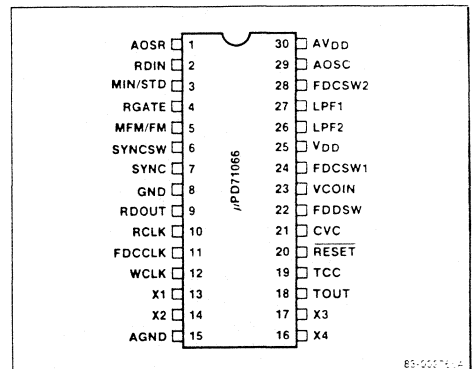 AOSR 1 30 AVDD
RDIN 2 29 AOSC
MIN/STD 3 28 FDCSW2
RGATE 4 27 LPF1
MFM/FM 5 26 LPF2
SYNCSW 6 25 VDD
SYNC 7 24 FDCSW1
GND 8 23 VCOIN
RDOUT 9 22 FDDSW
RCLK 10 21 CVC
FDCCLK 11 20 RESET
WCLK 12 19 TCC
X1 13 18 TOUT
X2 14 17 X3
AGND 15 16 X4
μPD71066